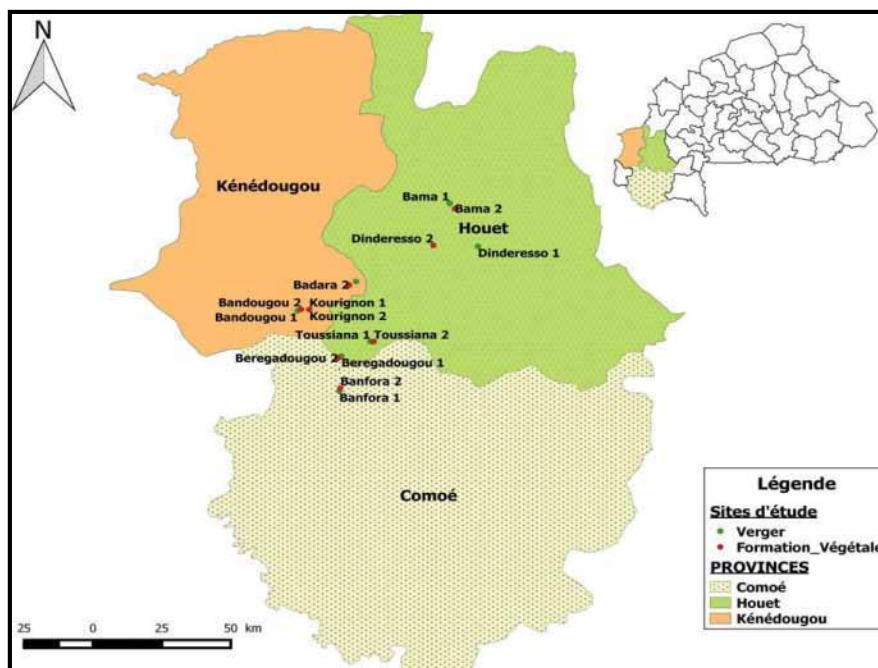 N
Kénédougou
Bama 1
Bama 2
Houet
Dinderesso 2
Dinderesso 1
Badara 2
Bandougou 2
Kourignon 1
Bandougou 1
Kourignon 2
Toussiana 1
Toussiana 2
Beregadougou 2
Beregadougou 1
Banfora 2
Banfora 1
Comoé
Légende
Sites d'étude
Verger
Formation_Végétale
PROVINCES
Comoé
Houet
Kénédougou
25 0 25 50 km